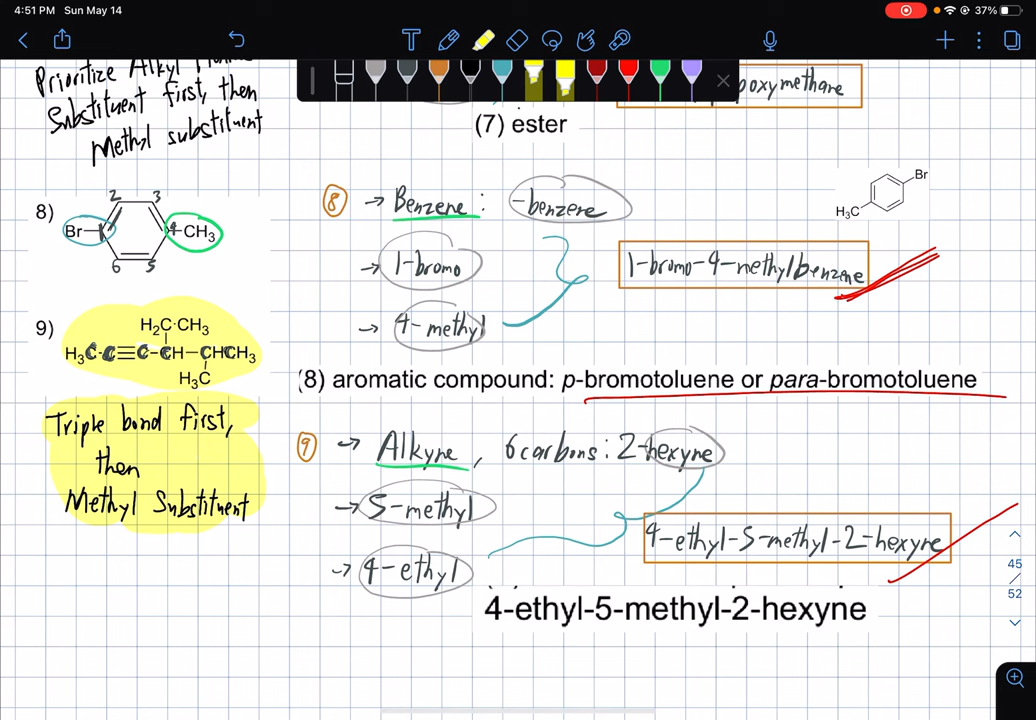 4:51 PM Sun May 14
37%
Prioritize Alkyl
Substituent first, then
Methyl substituent
oxymethane
(7) ester
8)
2 3
Br 1 4 CH3
6 5
8 → Benzene: -benzene
→ 1-bromo
→ 4-methyl
1-bromo-4-methylbenzene
Br
H3C
(8) aromatic compound: p-bromotoluene or para-bromotoluene
9)
H2C·CH3
H3C·C≡C-CH-CHCH3
H3C
Triple bond first,
then
Methyl Substituent
9 → Alkyne, 6 carbons: 2-hexyne
→ 5-methyl
→ 4-ethyl
4-ethyl-5-methyl-2-hexyne
4-ethyl-5-methyl-2-hexyne
45
/
52